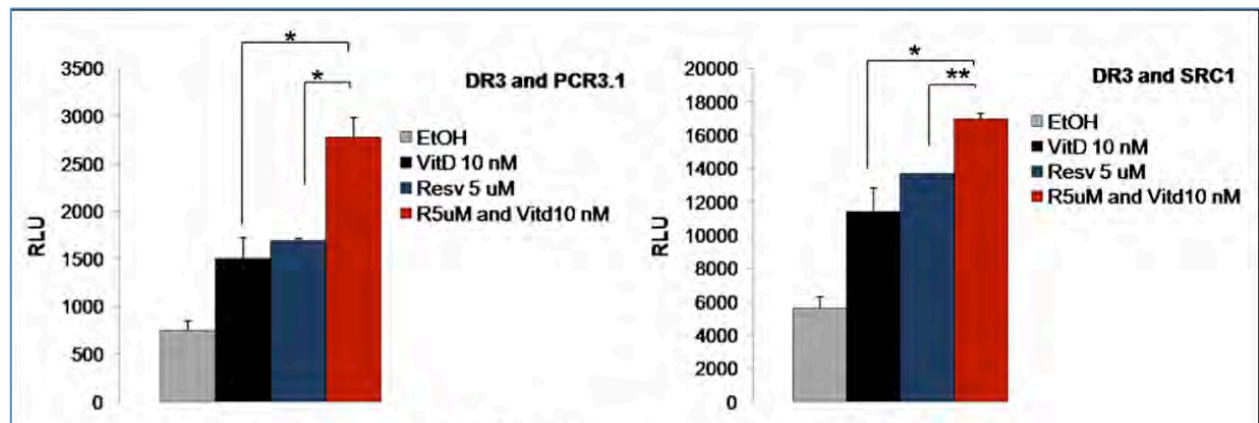 *
*
DR3 and PCR3.1
RLU
3500
3000
2500
2000
1500
1000
500
0
EtOH
VitD 10 nM
Resv 5 uM
R5uM and Vitd10 nM
*
**
DR3 and SRC1
RLU
20000
18000
16000
14000
12000
10000
8000
6000
4000
2000
0
EtOH
VitD 10 nM
Resv 5 uM
R5uM and Vitd10 nM